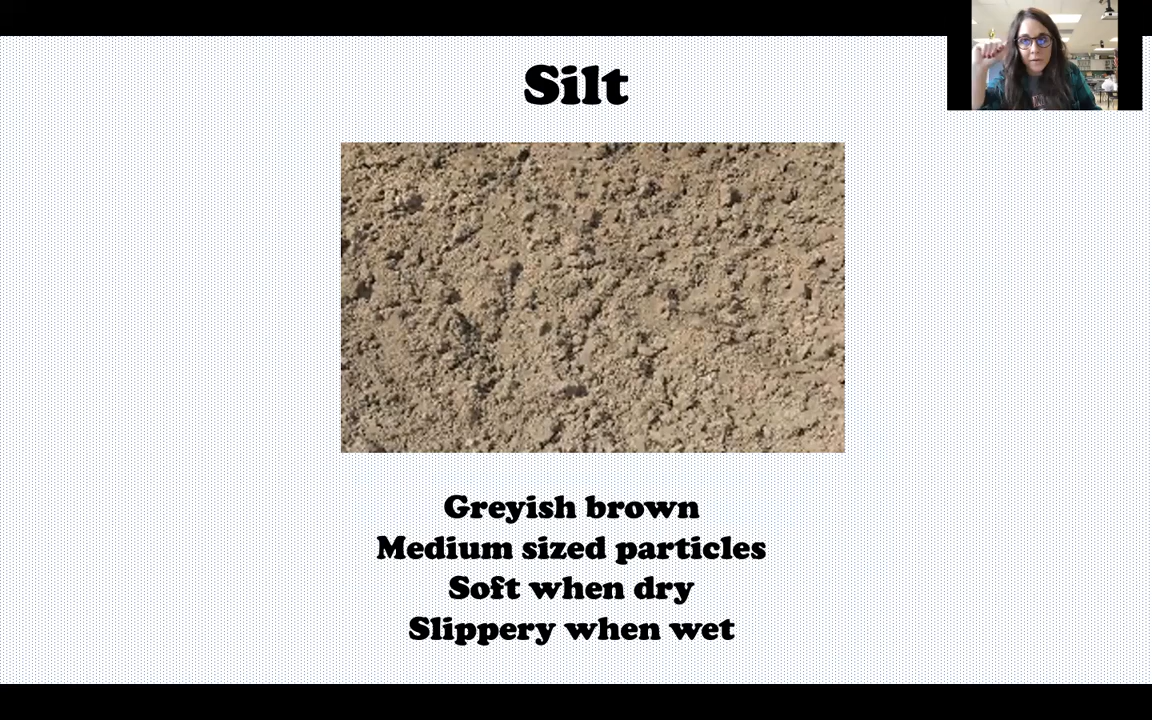 Silt
Greyish brown
Medium sized particles
Soft when dry
Slippery when wet